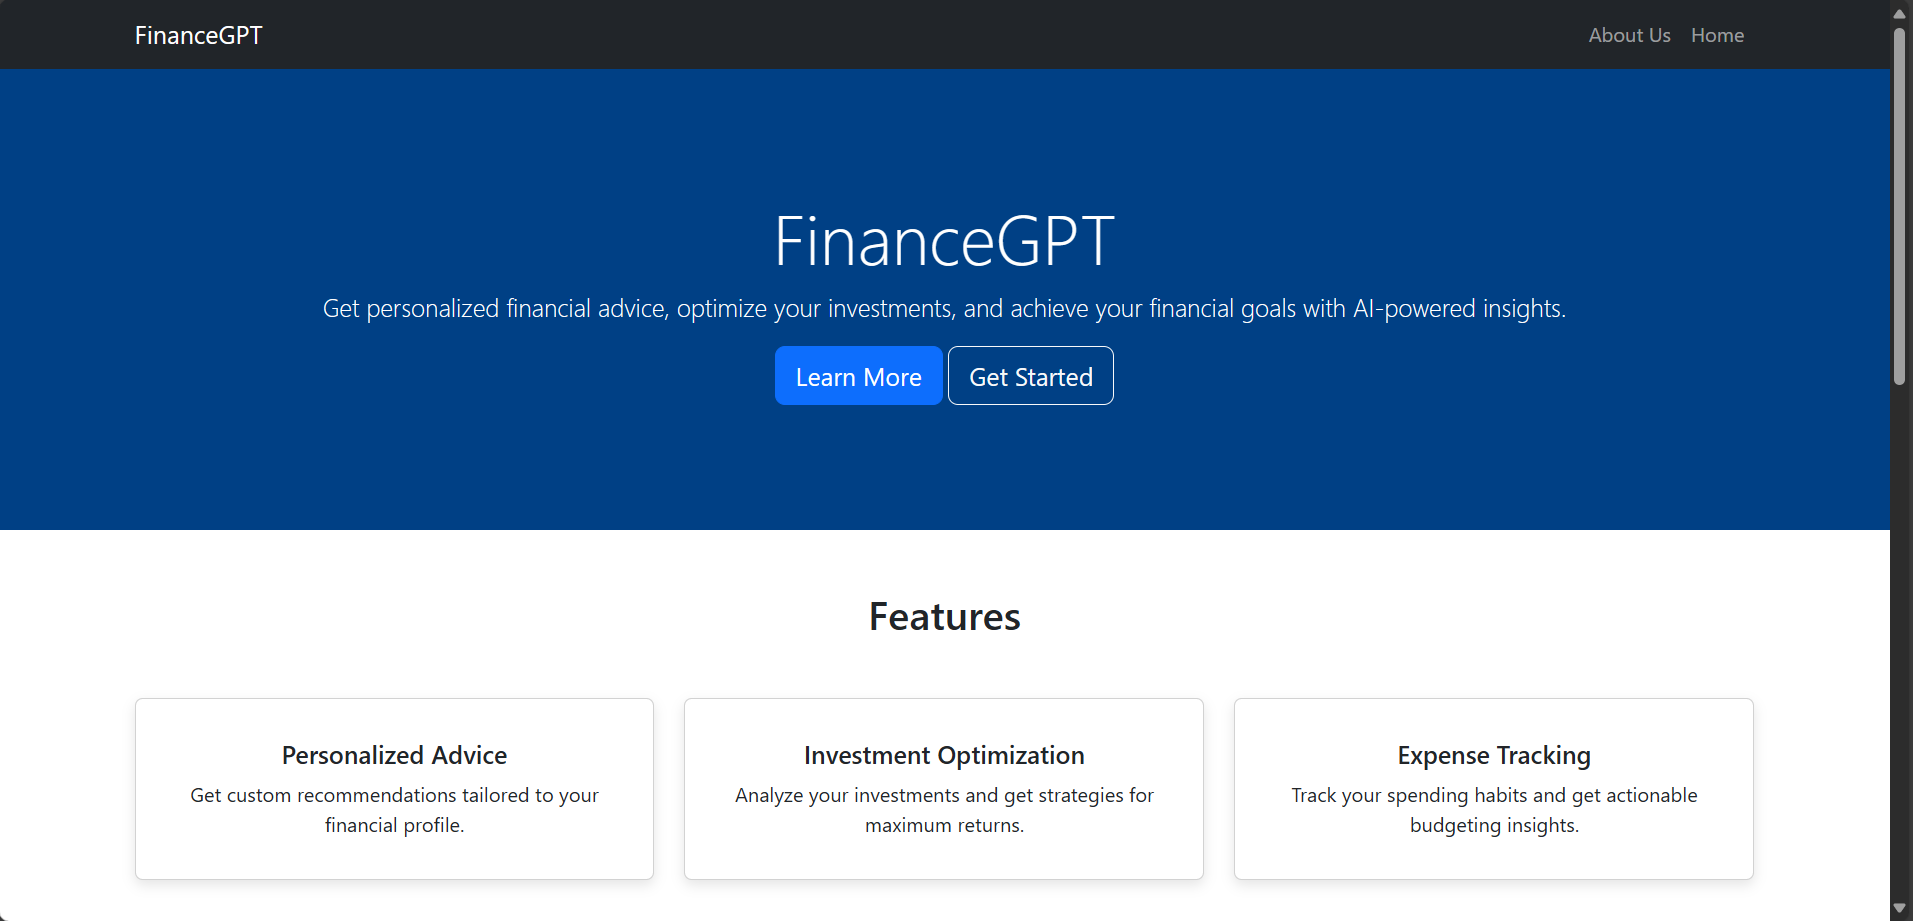 FinanceGPT
About Us Home
FinanceGPT
Get personalized financial advice, optimize your investments, and achieve your financial goals with AI-powered insights.
Learn More Get Started
Features
Personalized Advice
Get custom recommendations tailored to your
financial profile.
Investment Optimization
Analyze your investments and get strategies for
maximum returns.
Expense Tracking
Track your spending habits and get actionable
budgeting insights.